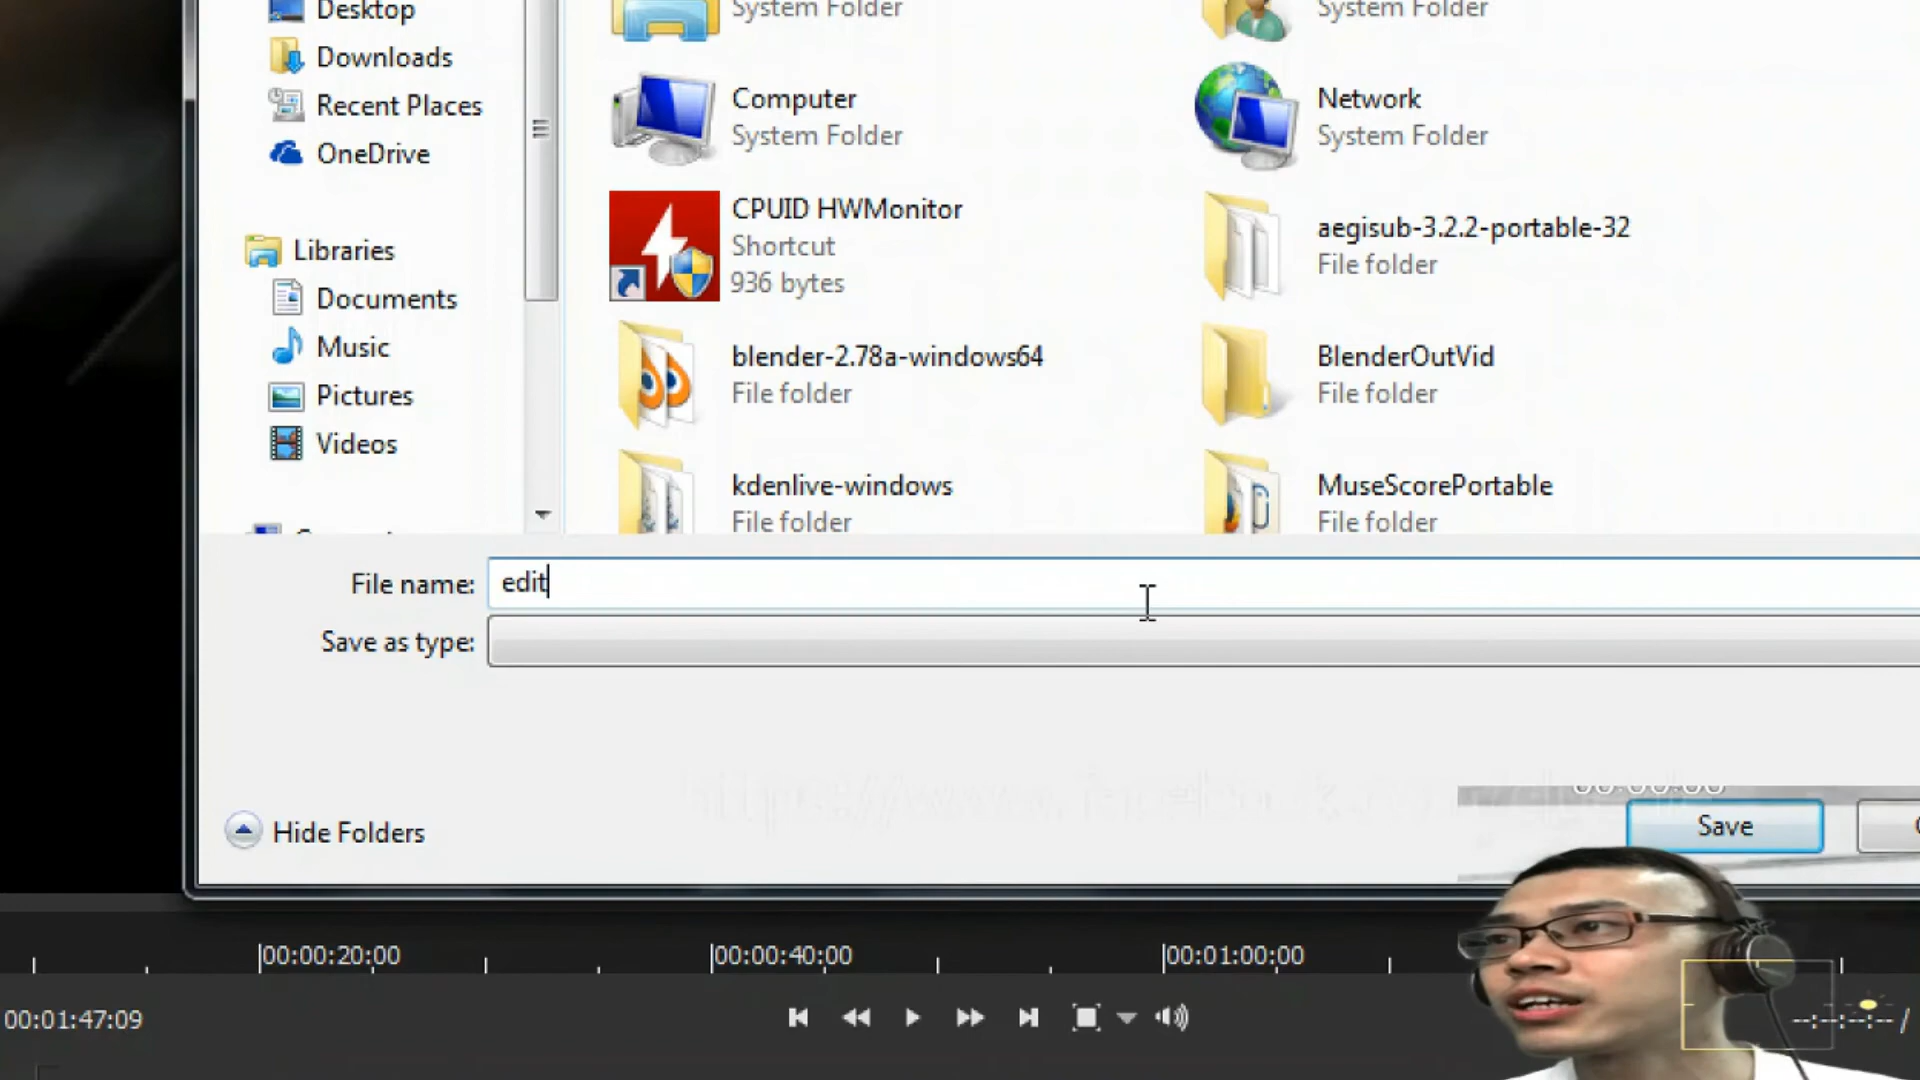 Desktop
System Folder
System Folder
Downloads
Recent Places
Computer
System Folder
Network
System Folder
OneDrive
CPUID HWMonitor
Shortcut
936 bytes
aegisub-3.2.2-portable-32
File folder
Libraries
Documents
Music
Pictures
Videos
blender-2.78a-windows64
File folder
BlenderOutVid
File folder
kdenlive-windows
File folder
MuseScorePortable
File folder
File name: edit
Save as type:
Hide Folders
Save
00:00:20:00
00:00:40:00
00:01:00:00
00:01:47:09
--:--:--:-- /